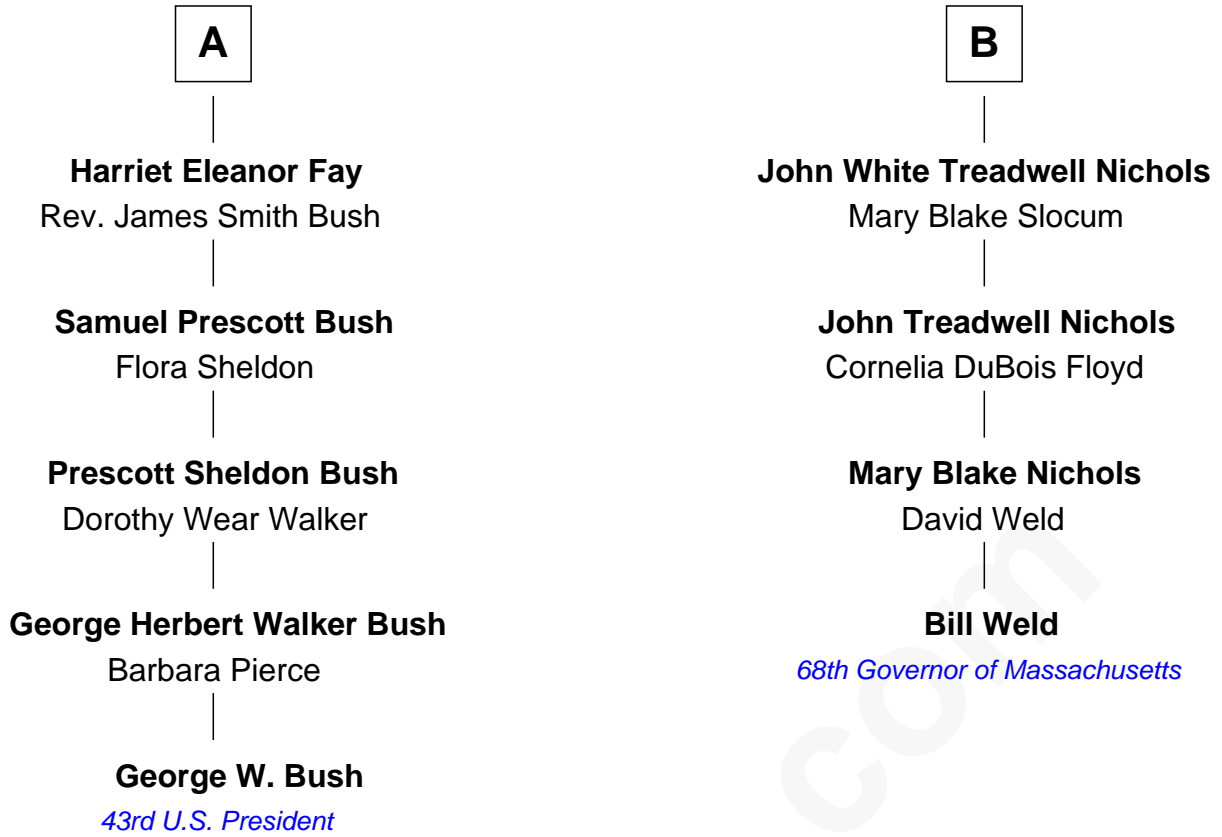 A
Harriet Eleanor Fay
Rev. James Smith Bush
Samuel Prescott Bush
Flora Sheldon
Prescott Sheldon Bush
Dorothy Wear Walker
George Herbert Walker Bush
Barbara Pierce
George W. Bush
43rd U.S. President
B
John White Treadwell Nichols
Mary Blake Slocum
John Treadwell Nichols
Cornelia DuBois Floyd
Mary Blake Nichols
David Weld
Bill Weld
68th Governor of Massachusetts
com